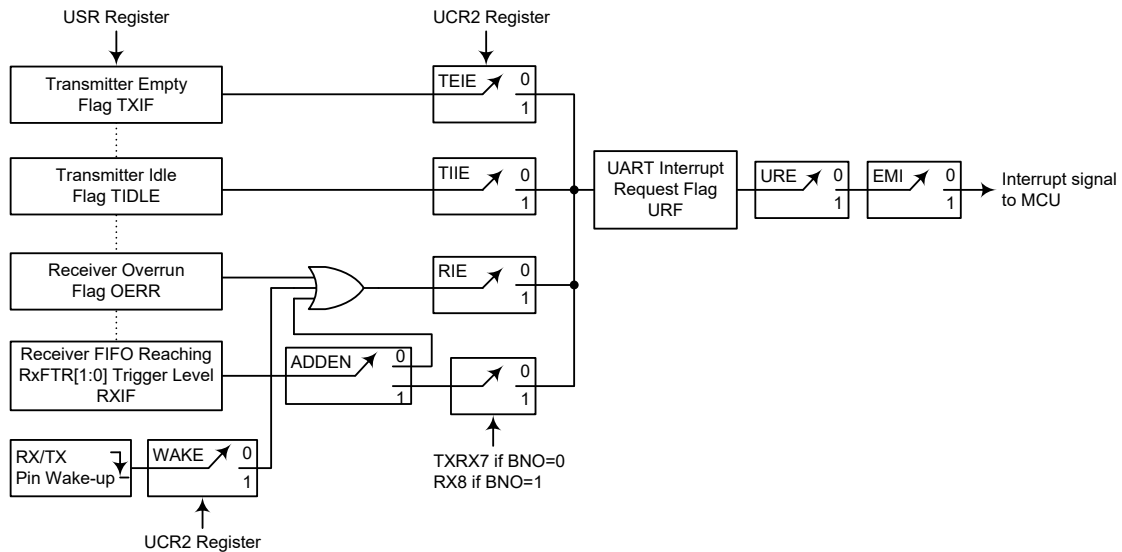 USR Register
UCR2 Register
Transmitter Empty
Flag TXIF
TEIE
0
1
Transmitter Idle
Flag TIDLE
TIIE
0
1
UART Interrupt
Request Flag
URF
URE
0
1
EMI
0
1
Interrupt signal
to MCU
Receiver Overrun
Flag OERR
RIE
0
1
Receiver FIFO Reaching
RxFTR[1:0] Trigger Level
RXIF
ADDEN
0
1
0
1
RX/TX
Pin Wake-up
WAKE
0
1
TXRX7 if BNO=0
RX8 if BNO=1
UCR2 Register